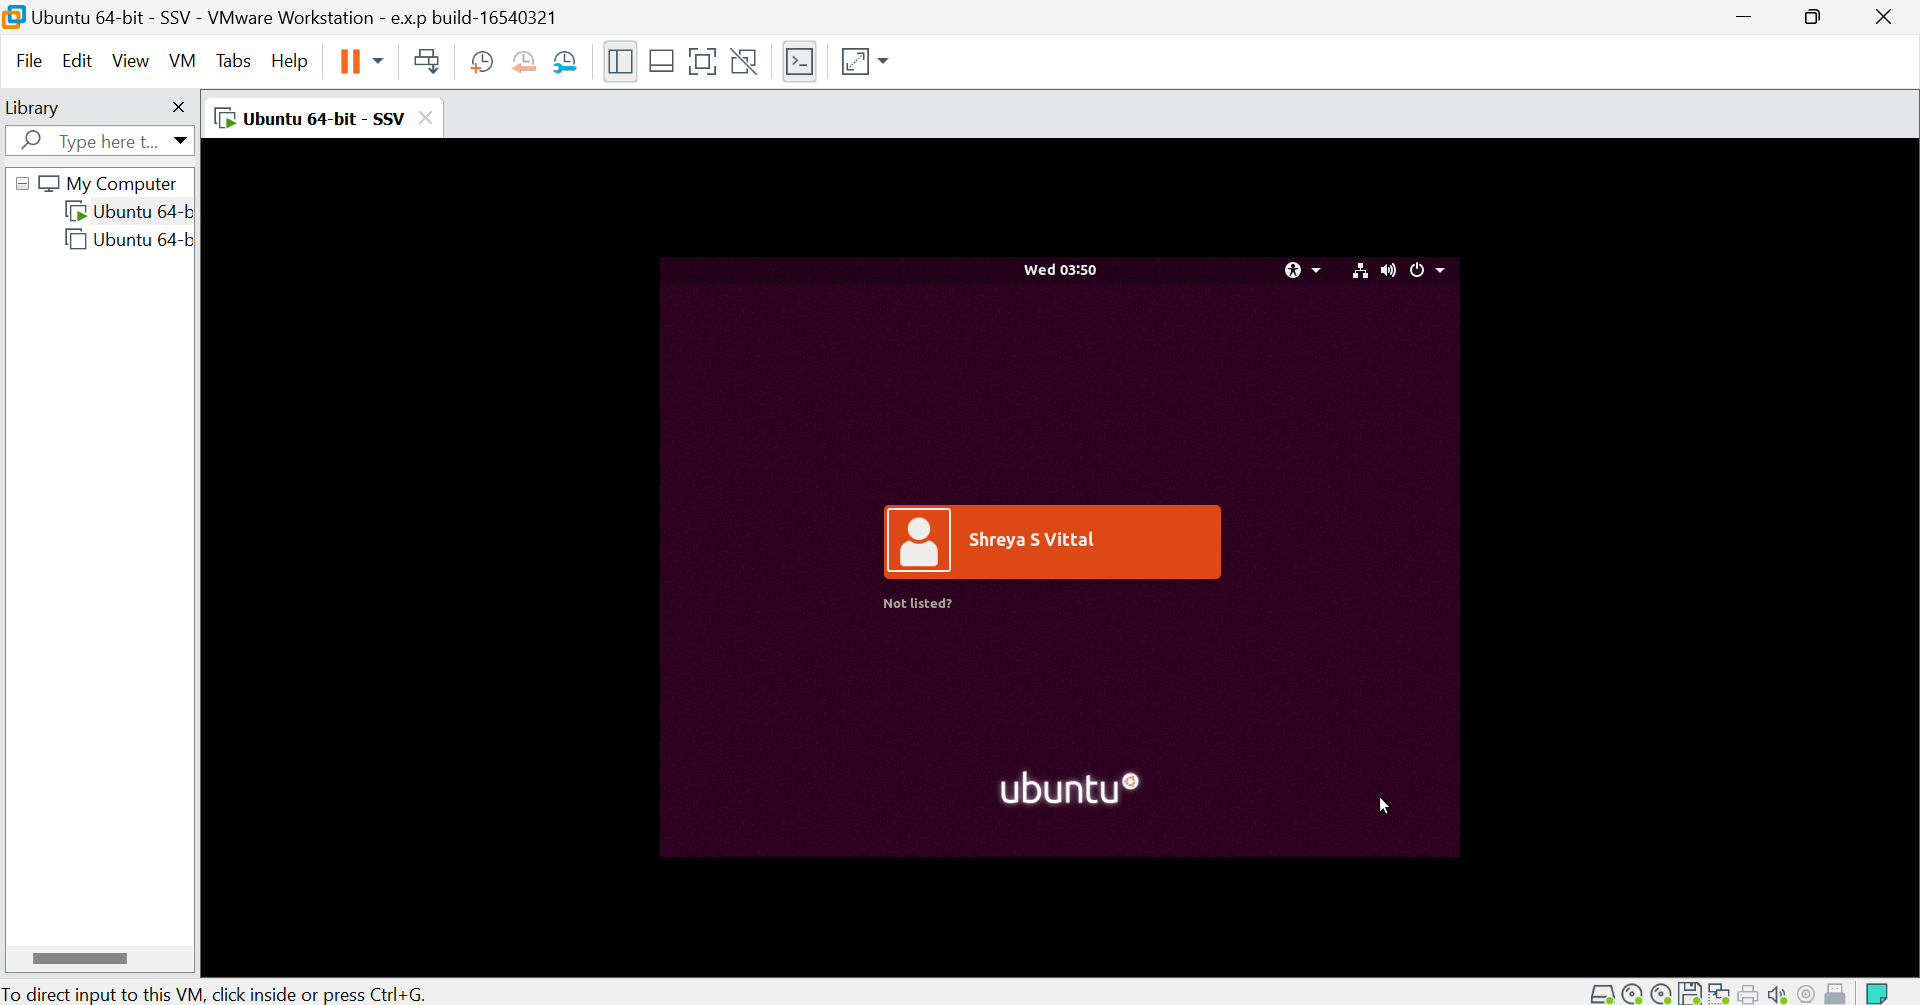 Ubuntu 64-bit - SSV - VMware Workstation - e.x.p build-16540321
File Edit View VM Tabs Help
Library
Ubuntu 64-bit - SSV
Type here t...
My Computer
Ubuntu 64-b
Ubuntu 64-b
Wed 03:50
Shreya S Vittal
Not listed?
ubuntu
To direct input to this VM, click inside or press Ctrl+G.